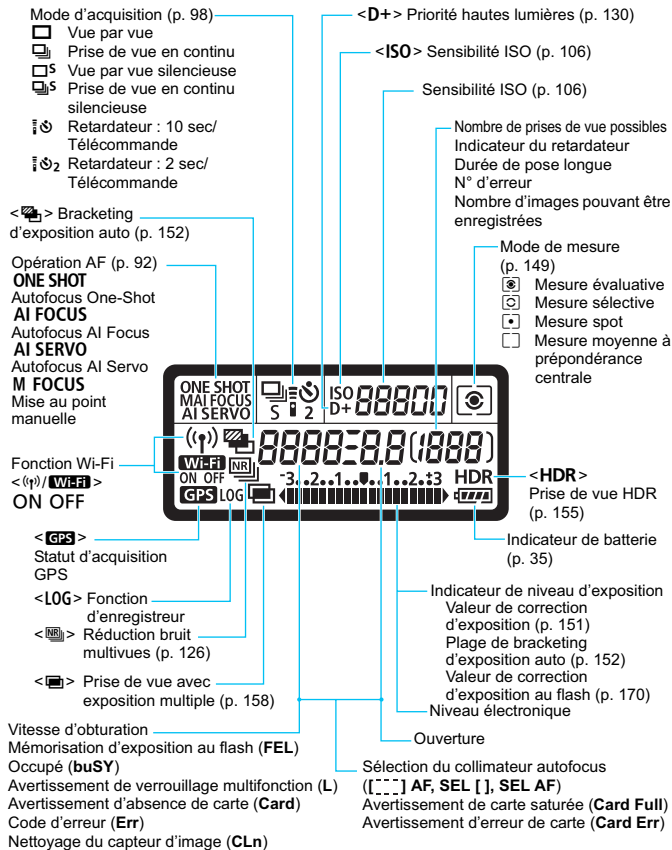 Mode d'acquisition (p. 98)
Vue par vue
Prise de vue en continu
S Vue par vue silencieuse
S Prise de vue en continu
silencieuse
Retardateur : 10 sec/
Télécommande
2 Retardateur : 2 sec/
Télécommande
< > Bracketing
d'exposition auto (p. 152)
Opération AF (p. 92)
ONE SHOT
Autofocus One-Shot
AI FOCUS
Autofocus AI Focus
AI SERVO
Autofocus AI Servo
M FOCUS
Mise au point
manuelle
Fonction Wi-Fi
< / Wi-Fi >
ON OFF
<GPS>
Statut d'acquisition
GPS
<LOG> Fonction
d'enregistreur
<NR> Réduction bruit
multivues (p. 126)
< > Prise de vue avec
exposition multiple (p. 158)
<D+> Priorité hautes lumières (p. 130)
<ISO> Sensibilité ISO (p. 106)
Sensibilité ISO (p. 106)
Nombre de prises de vue possibles
Indicateur du retardateur
Durée de pose longue
N° d'erreur
Nombre d'images pouvant être
enregistrées
Mode de mesure
(p. 149)
Mesure évaluative
Mesure sélective
Mesure spot
Mesure moyenne à
prépondérance
centrale
ONE SHOT
MAI FOCUS
AI SERVO
S 2
ISO
D+
88800
Wi-Fi
ON OFF
NR
8888-8.8(1888)
GPS LOG
-3..2..1..0..1..2.+3
HDR
<HDR>
Prise de vue HDR
(p. 155)
Indicateur de batterie
(p. 35)
Indicateur de niveau d'exposition
Valeur de correction
d'exposition (p. 151)
Plage de bracketing
d'exposition auto (p. 152)
Valeur de correction
d'exposition au flash (p. 170)
Niveau électronique
Ouverture
Vitesse d'obturation
Mémorisation d'exposition au flash (FEL)
Occupé (buSY)
Avertissement de verrouillage multifonction (L)
Avertissement d'absence de carte (Card)
Code d'erreur (Err)
Nettoyage du capteur d'image (CLn)
Sélection du collimateur autofocus
([---] AF, SEL [ ], SEL AF)
Avertissement de carte saturée (Card Full)
Avertissement d'erreur de carte (Card Err)